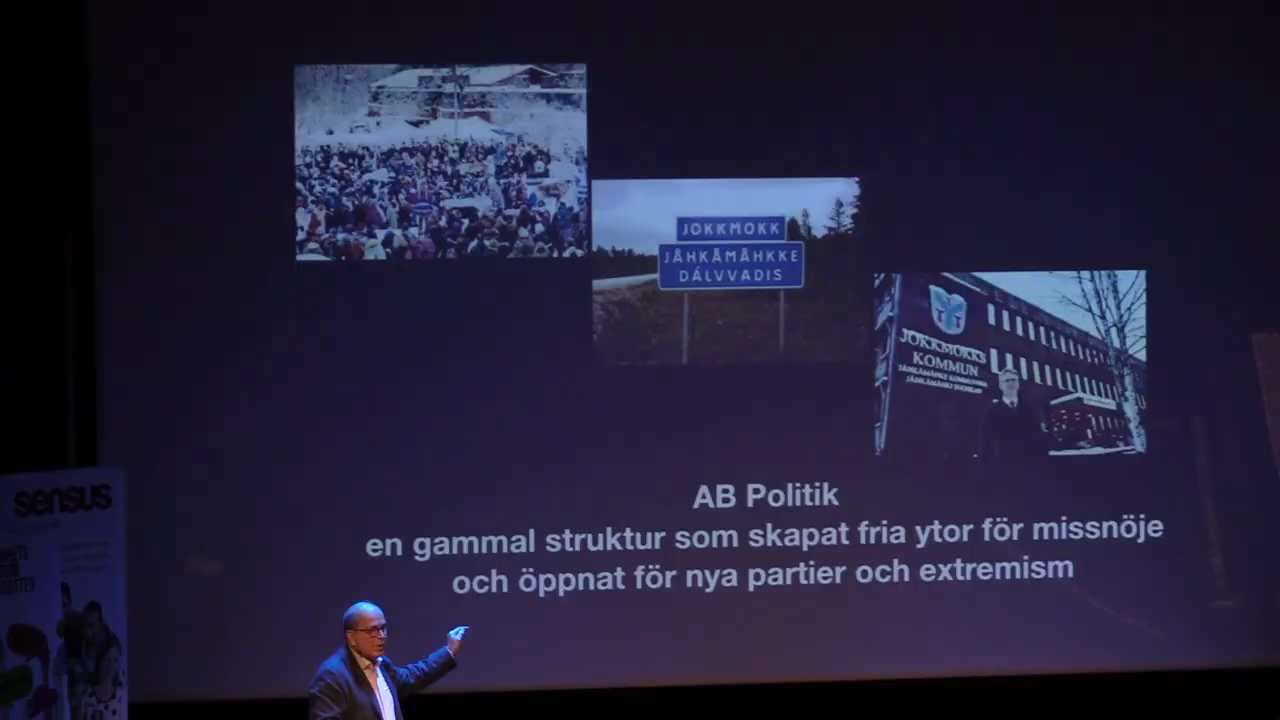 JOKKMOKK
JÅHKÅMÅHKKE
DÁLVVADIS
JOKKMOKKS
KOMMUN
AB Politik
en gammal struktur som skapat fria ytor för missnöje
och öppnat för nya partier och extremism
sensus